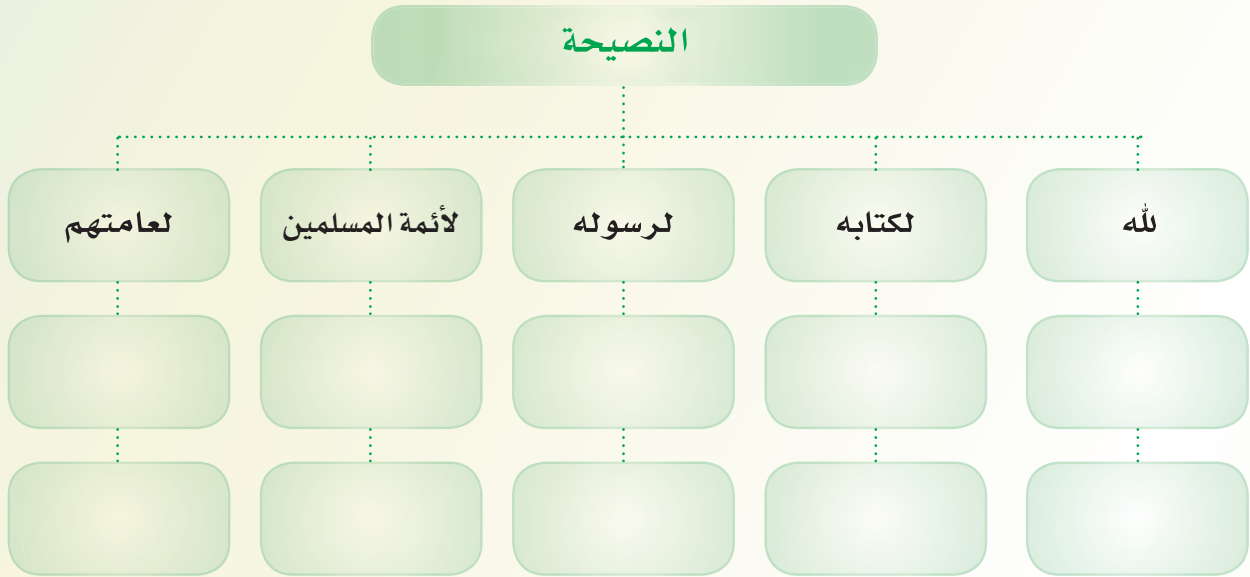 النصيحة
لله
لكتابه
لرسوله
لأئمة المسلمين
لعامتهم